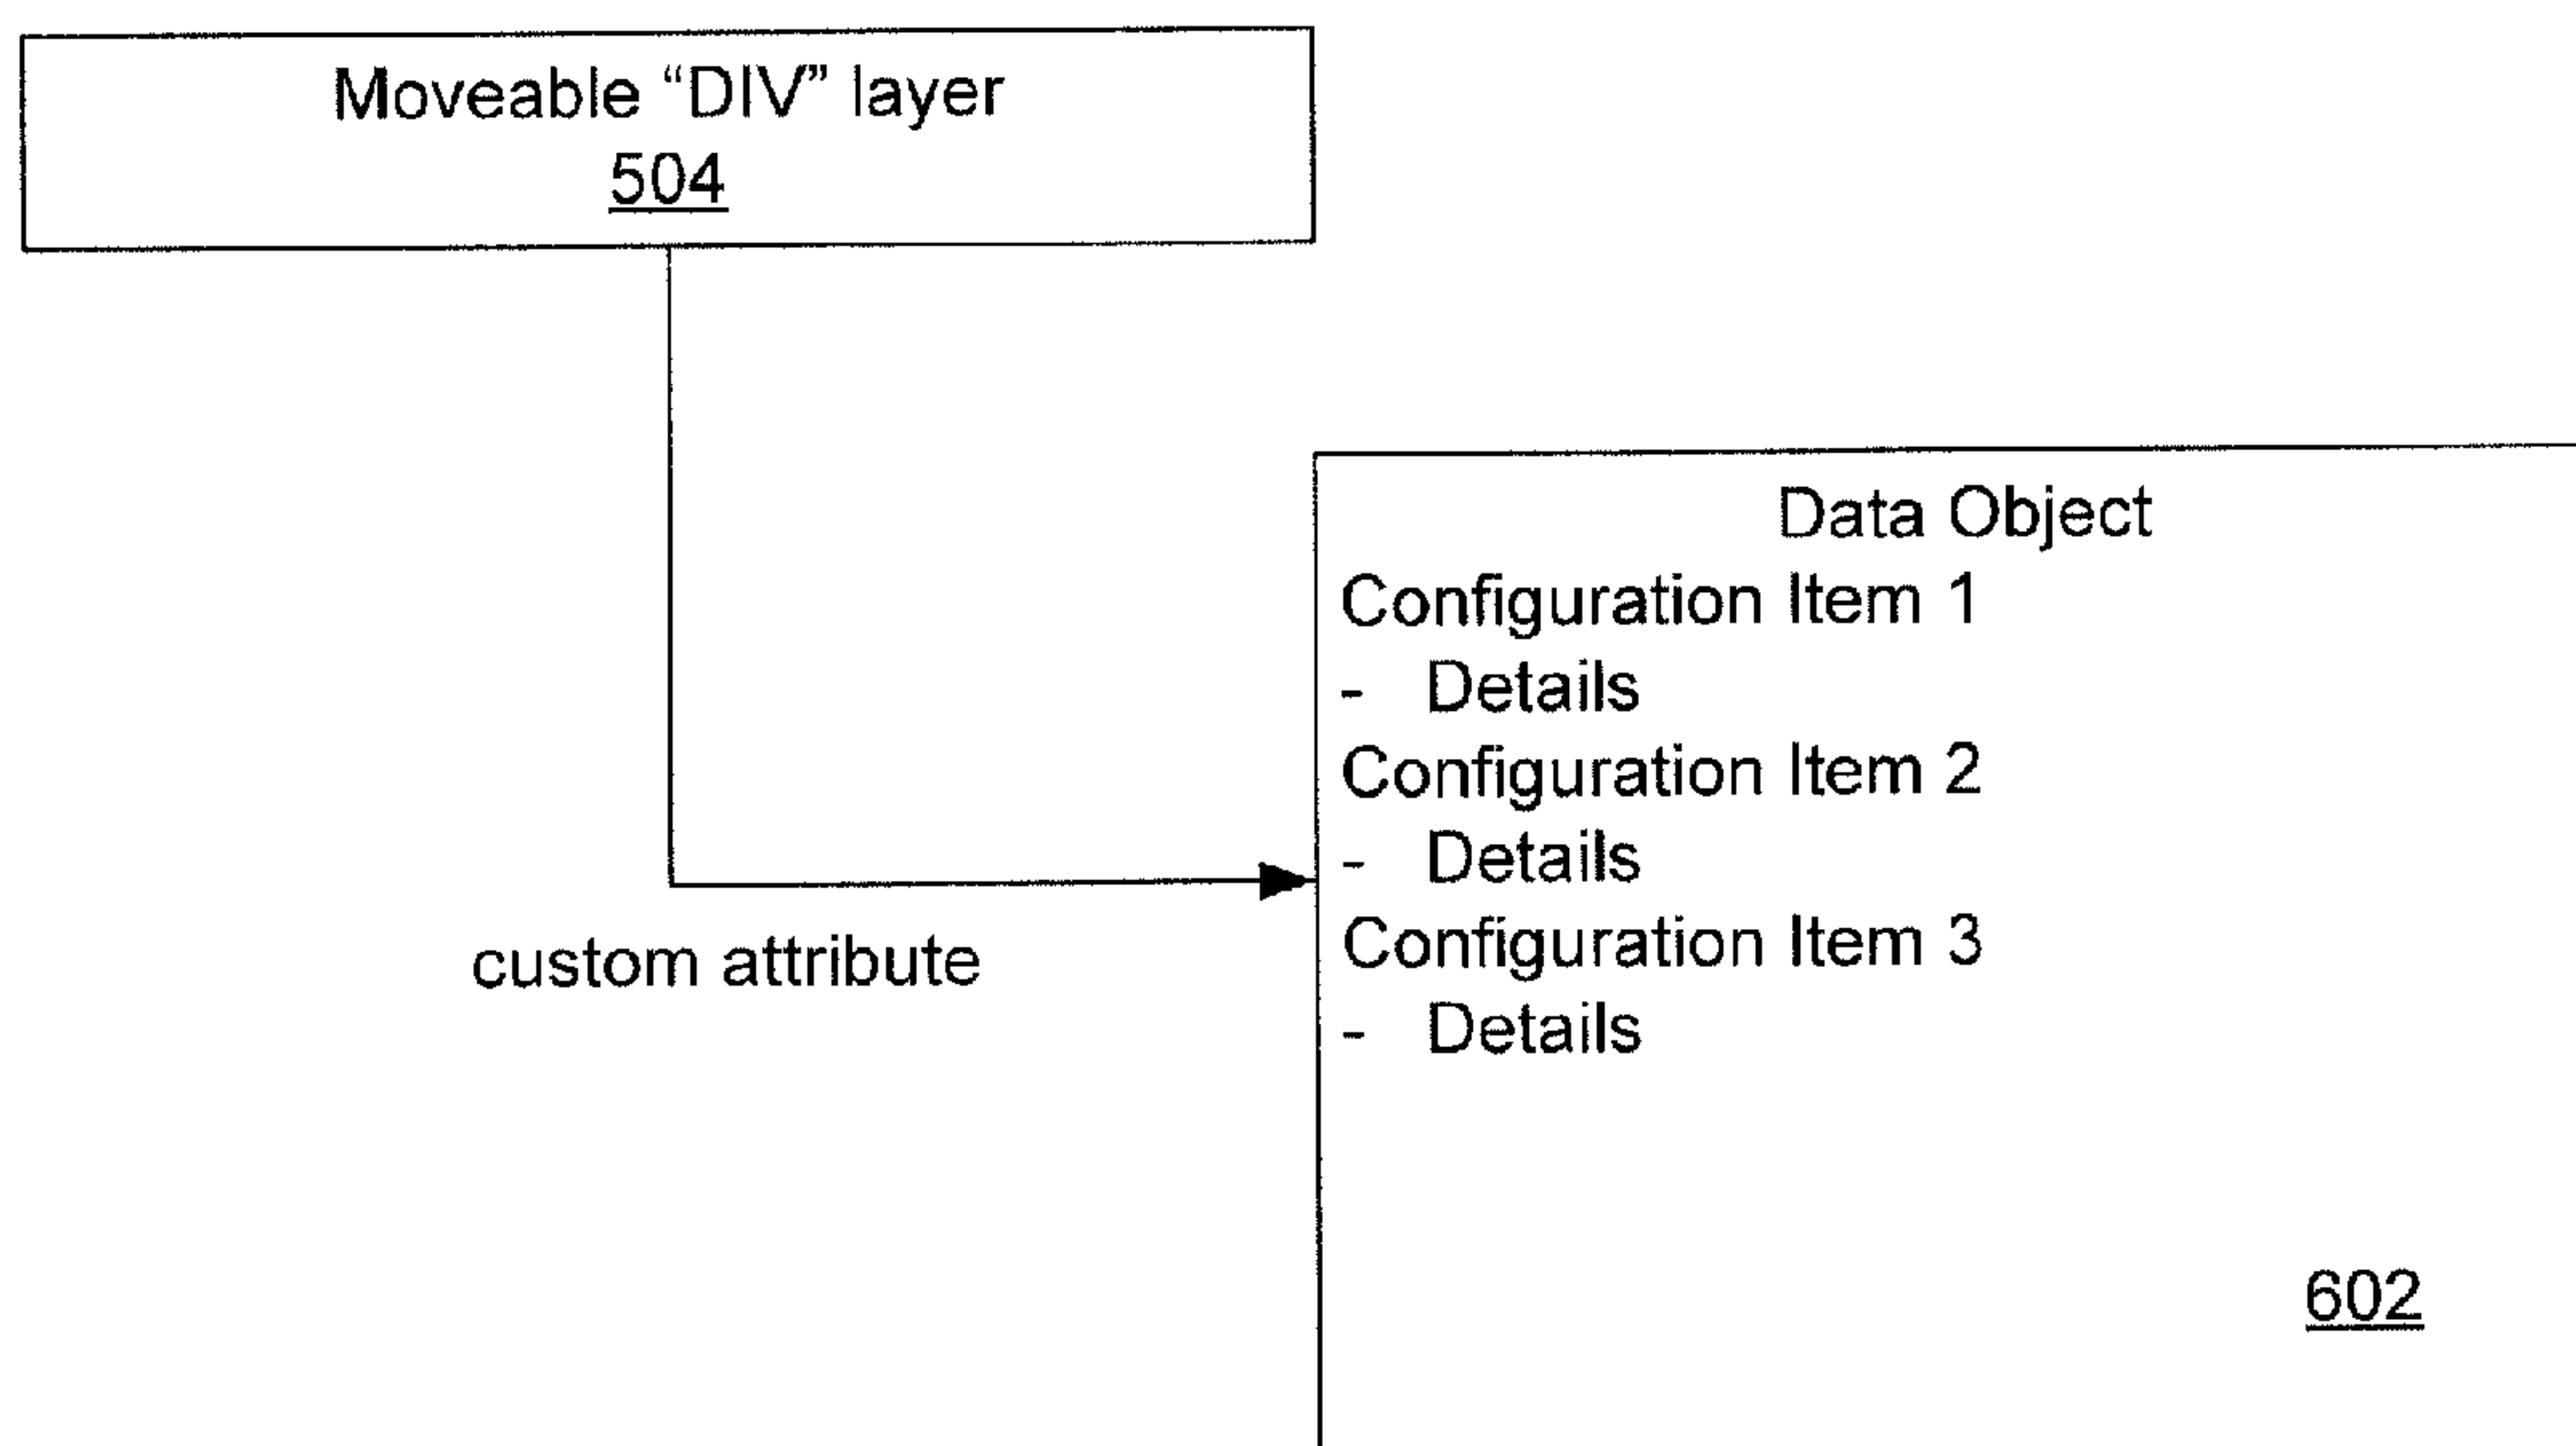 Moveable “DIV” layer
504
Data Object
Configuration Item 1
- Details
Configuration Item 2
- Details
Configuration Item 3
- Details
custom attribute
602